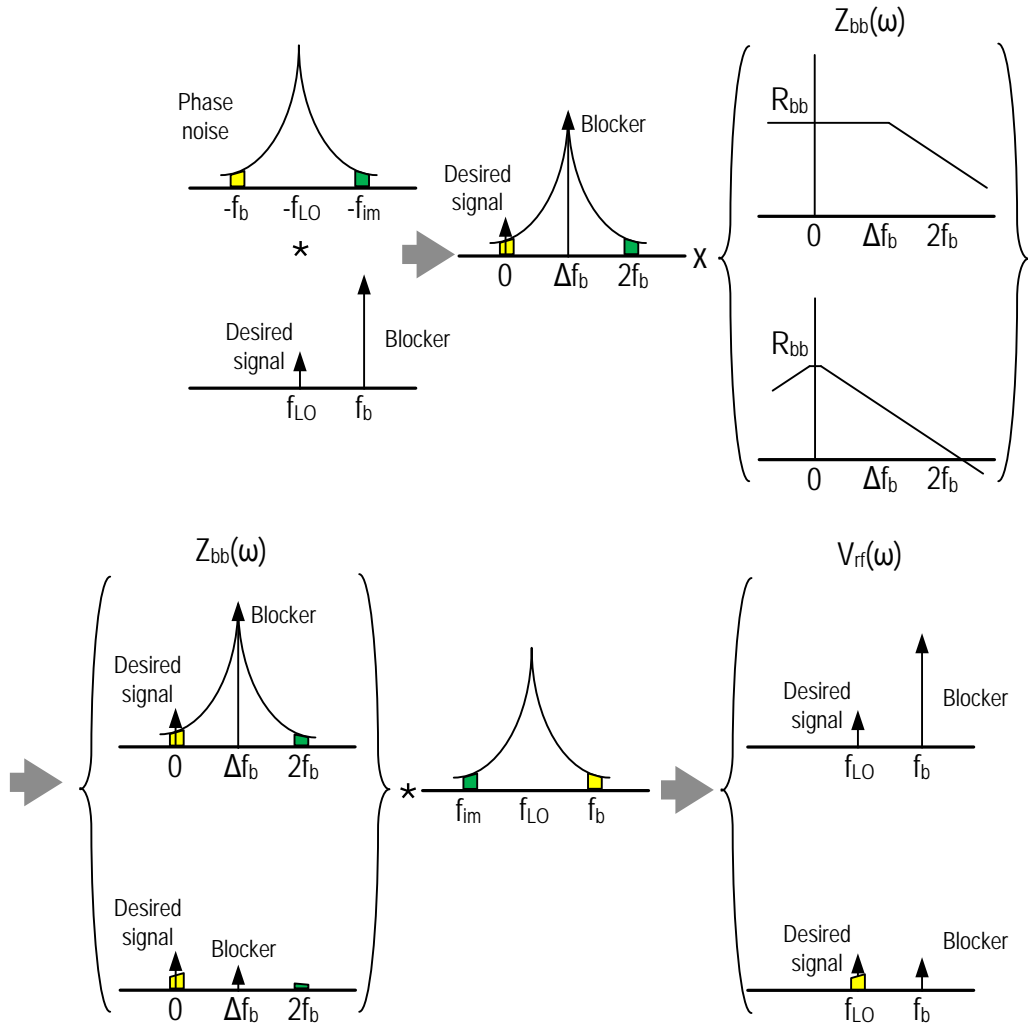 Z_bb(ω)
Phase
noise
-f_b -f_LO -f_im
*
Desired
signal
Blocker
f_LO f_b
Blocker
Desired
signal
0 Δf_b 2f_b
X
R_bb
0 Δf_b 2f_b
R_bb
0 Δf_b 2f_b
Z_bb(ω)
Blocker
Desired
signal
0 Δf_b 2f_b
*
f_im f_LO f_b
Desired
signal
Blocker
0 Δf_b 2f_b
V_rf(ω)
Desired
signal
Blocker
f_LO f_b
Desired
signal
Blocker
f_LO f_b